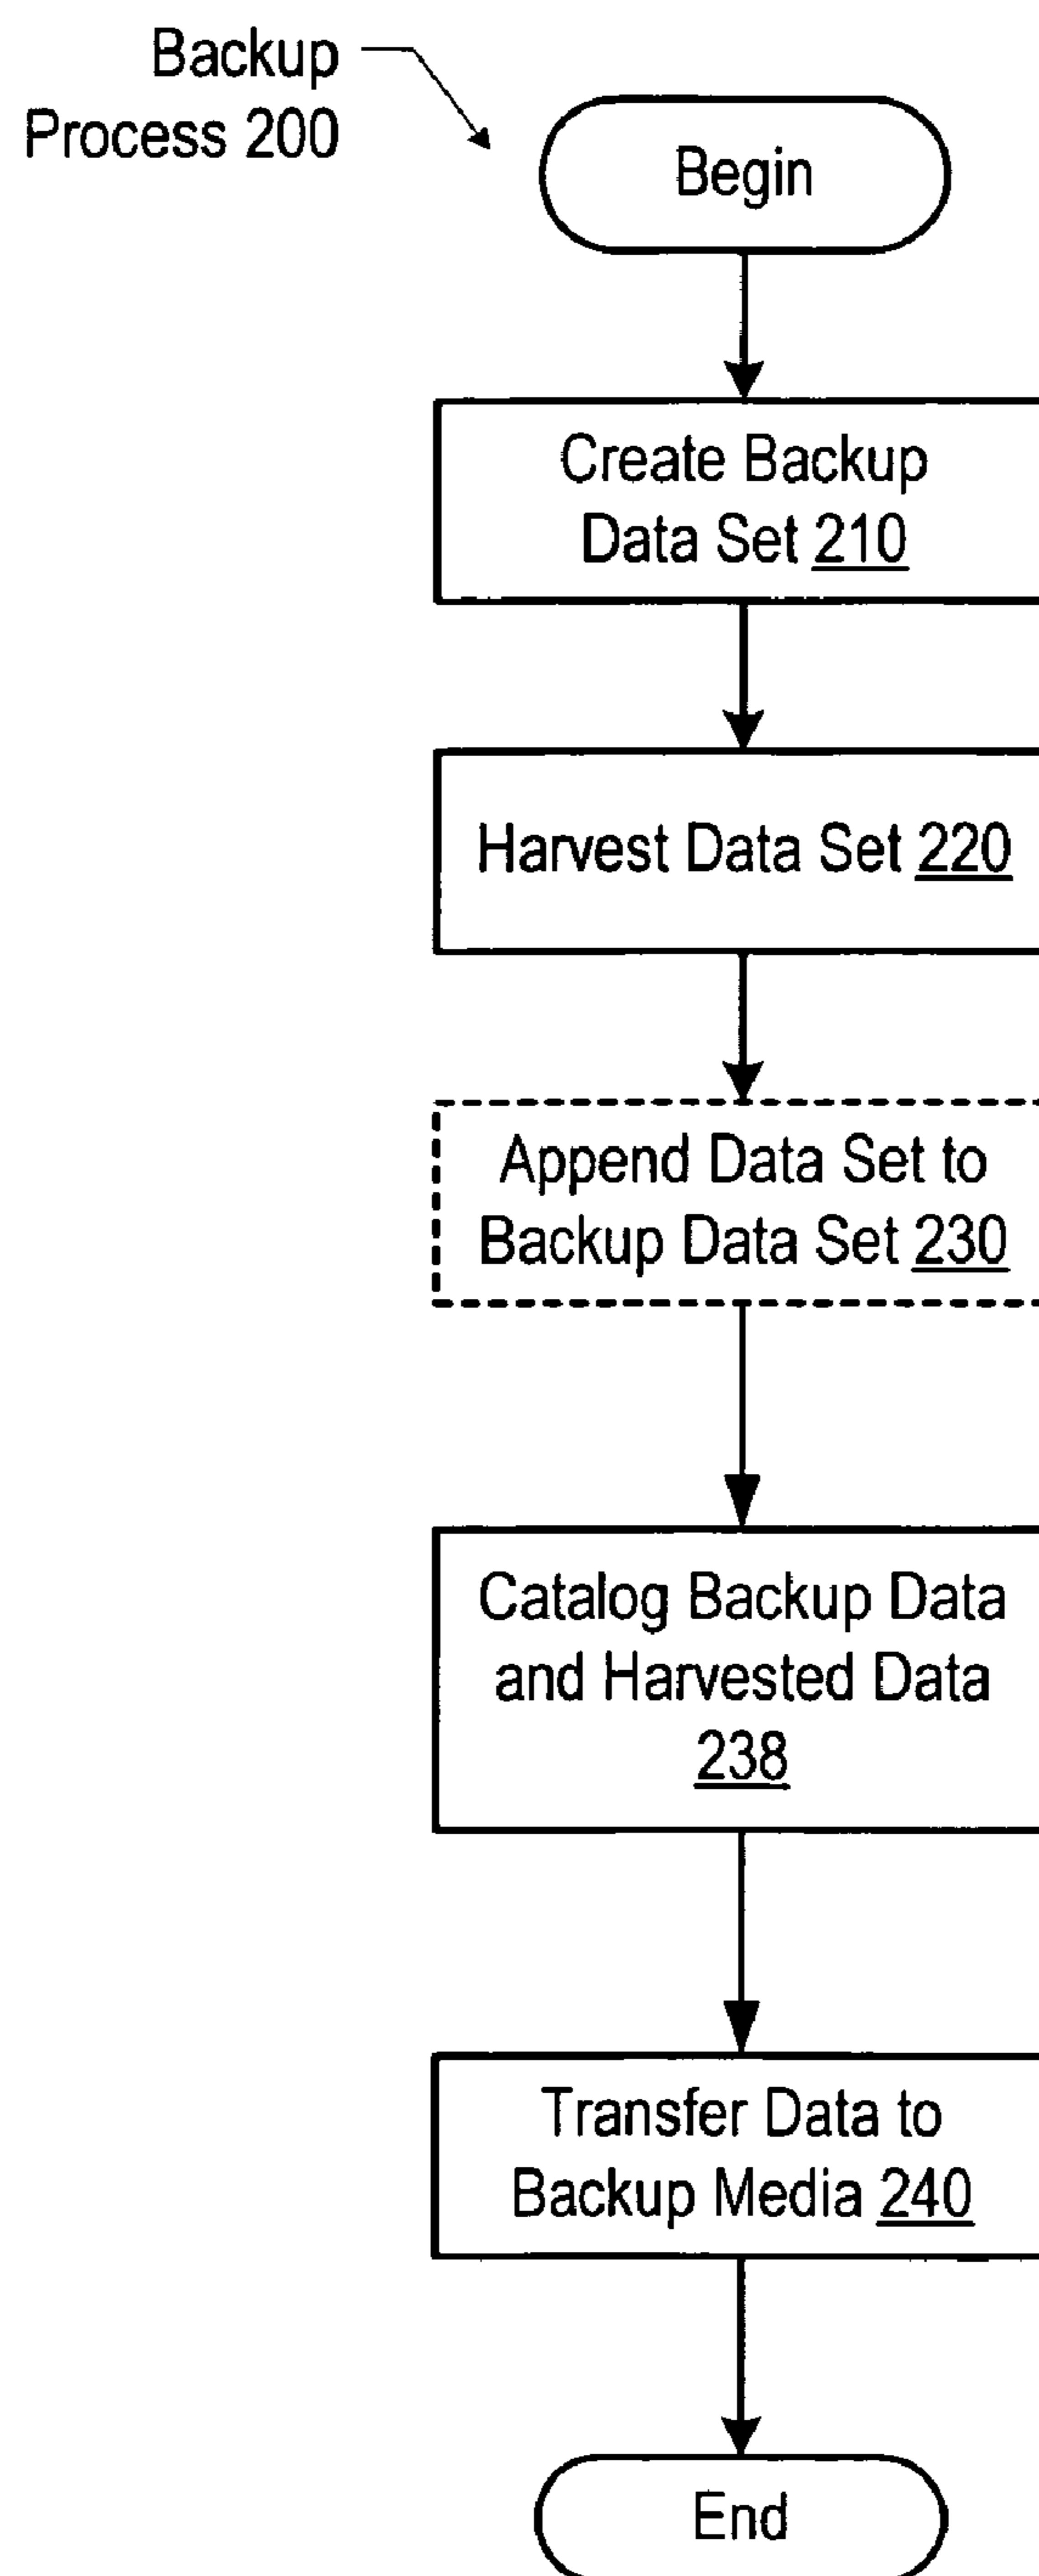 Backup
Process 200
Begin
Create Backup
Data Set 210
Harvest Data Set 220
Append Data Set to
Backup Data Set 230
Catalog Backup Data
and Harvested Data
238
Transfer Data to
Backup Media 240
End